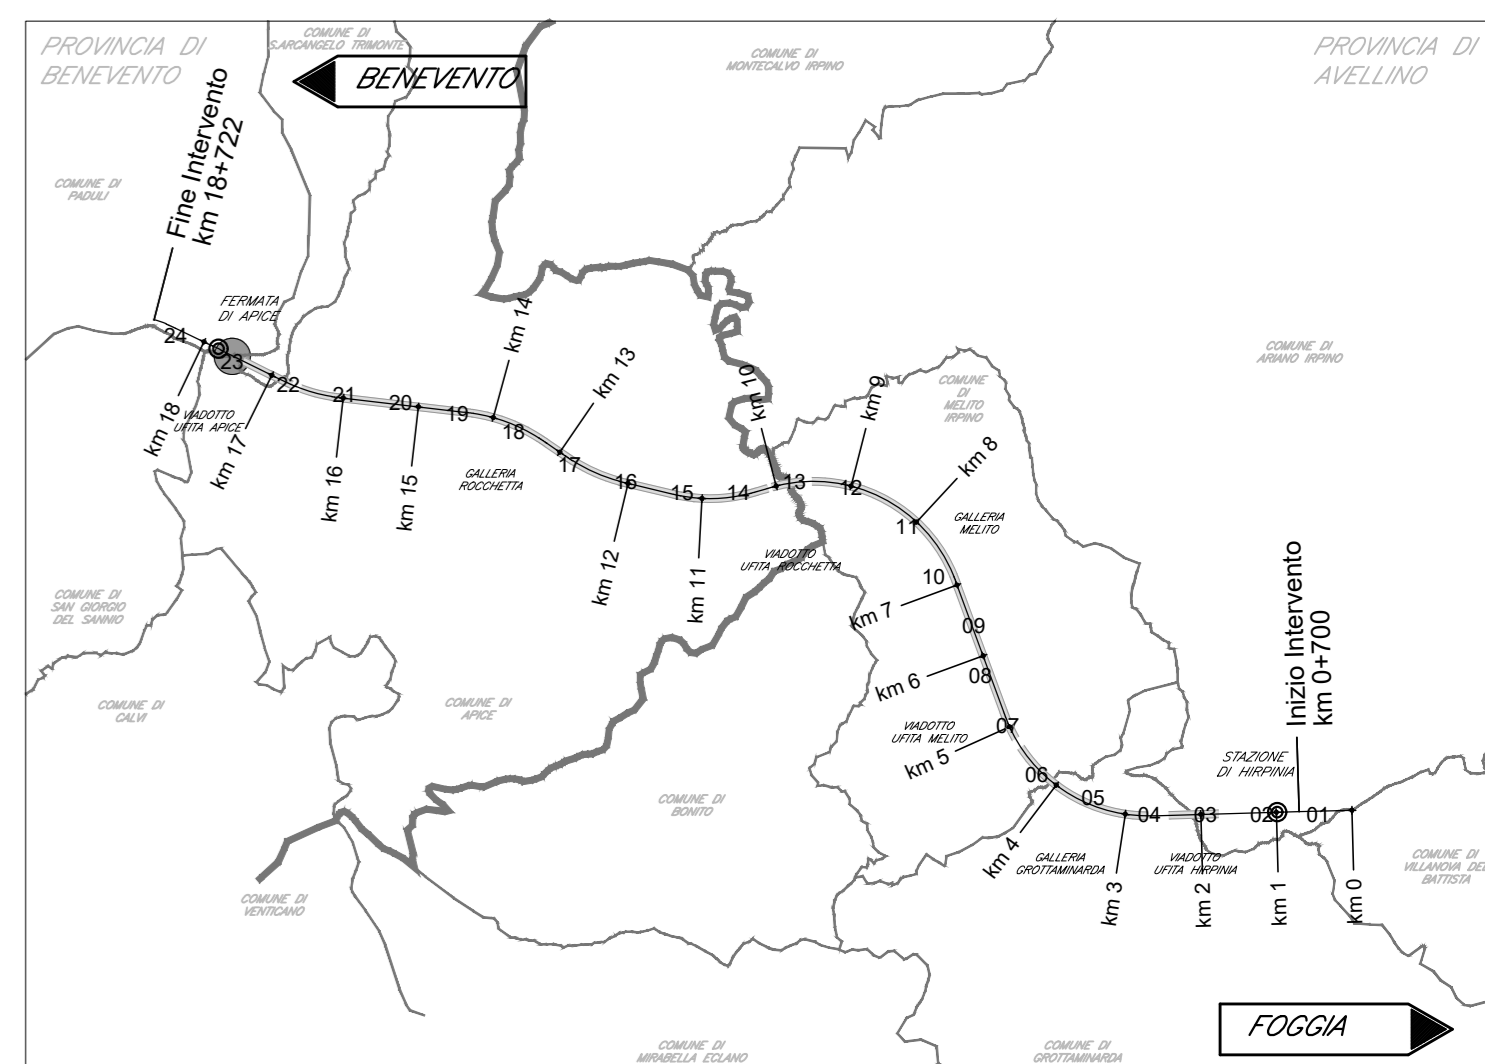 PROVINCIA DI
BENEVENTO
COMUNE DI
S.ARCANGELO TRIMONTE
BENEVENTO
COMUNE DI
MONTECALVO IRPINO
PROVINCIA DI
AVELLINO
COMUNE DI
PADULI
Fine Intervento
km 18+722
FERMATA
DI APICE
24
23
22
21
20
19
18
17
16
15
14
13
12
11
10
09
08
07
06
05
04
03
02
01
km 18
VIADOTTO
UFITA APICE
km 17
km 16
km 15
km 14
km 13
km 12
km 11
km 10
km 9
km 8
km 7
km 6
km 5
km 4
km 3
km 2
km 1
km 0
GALLERIA
ROCCHETTA
VIADOTTO
UFITA ROCCHETTA
GALLERIA
MELITO
COMUNE
DI
MELITO
IRPINO
COMUNE DI
ARIANO IRPINO
VIADOTTO
UFITA MELITO
Inizio Intervento
km 0+700
STAZIONE
DI HIRPINIA
GALLERIA
GROTTAMINARDA
VIADOTTO
UFITA HIRPINIA
COMUNE DI
SAN GIORGIO
DEL SANNIO
COMUNE DI
CALVI
COMUNE DI
APICE
COMUNE DI
BONITO
COMUNE DI
VENTICANO
COMUNE DI
VILLANOVA DEL
BATTISTA
COMUNE DI
MIRABELLA ECLANO
COMUNE DI
GROTTAMINARDA
FOGGIA